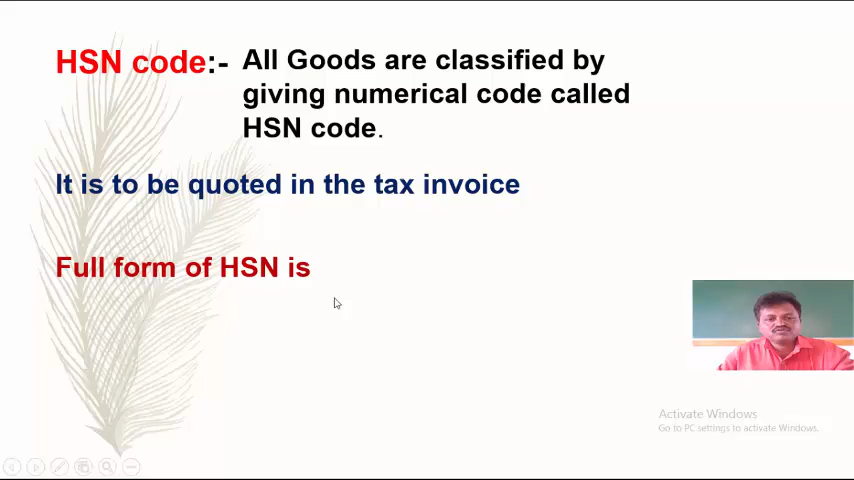 HSN code:- All Goods are classified by
giving numerical code called
HSN code.
It is to be quoted in the tax invoice
Full form of HSN is
Activate Windows
Go to PC settings to activate Windows.